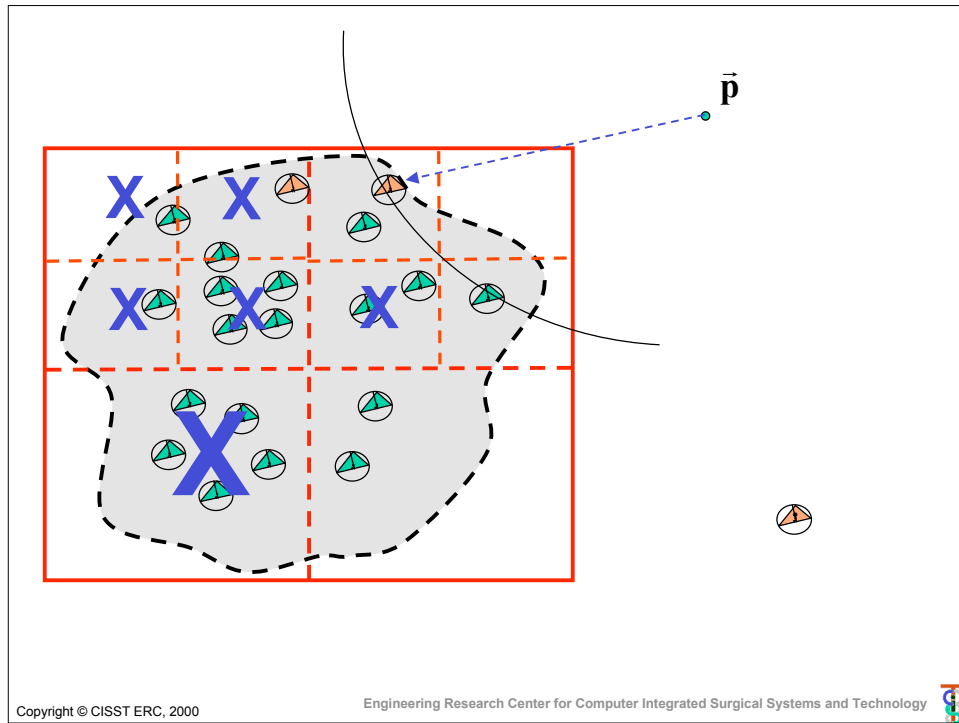 p⃗
X
X
X
X
X
X
Copyright © CISST ERC, 2000
Engineering Research Center for Computer Integrated Surgical Systems and Technology